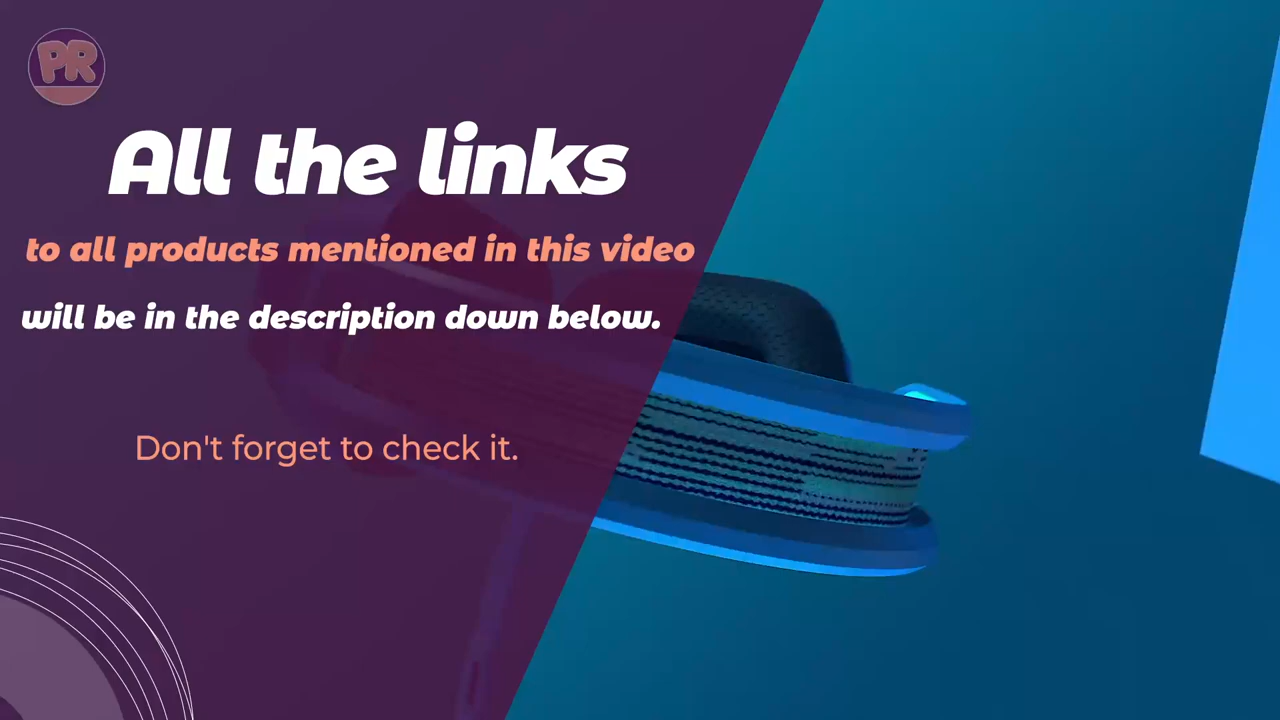 PR
All the links
to all products mentioned in this video
will be in the description down below.
Don't forget to check it.